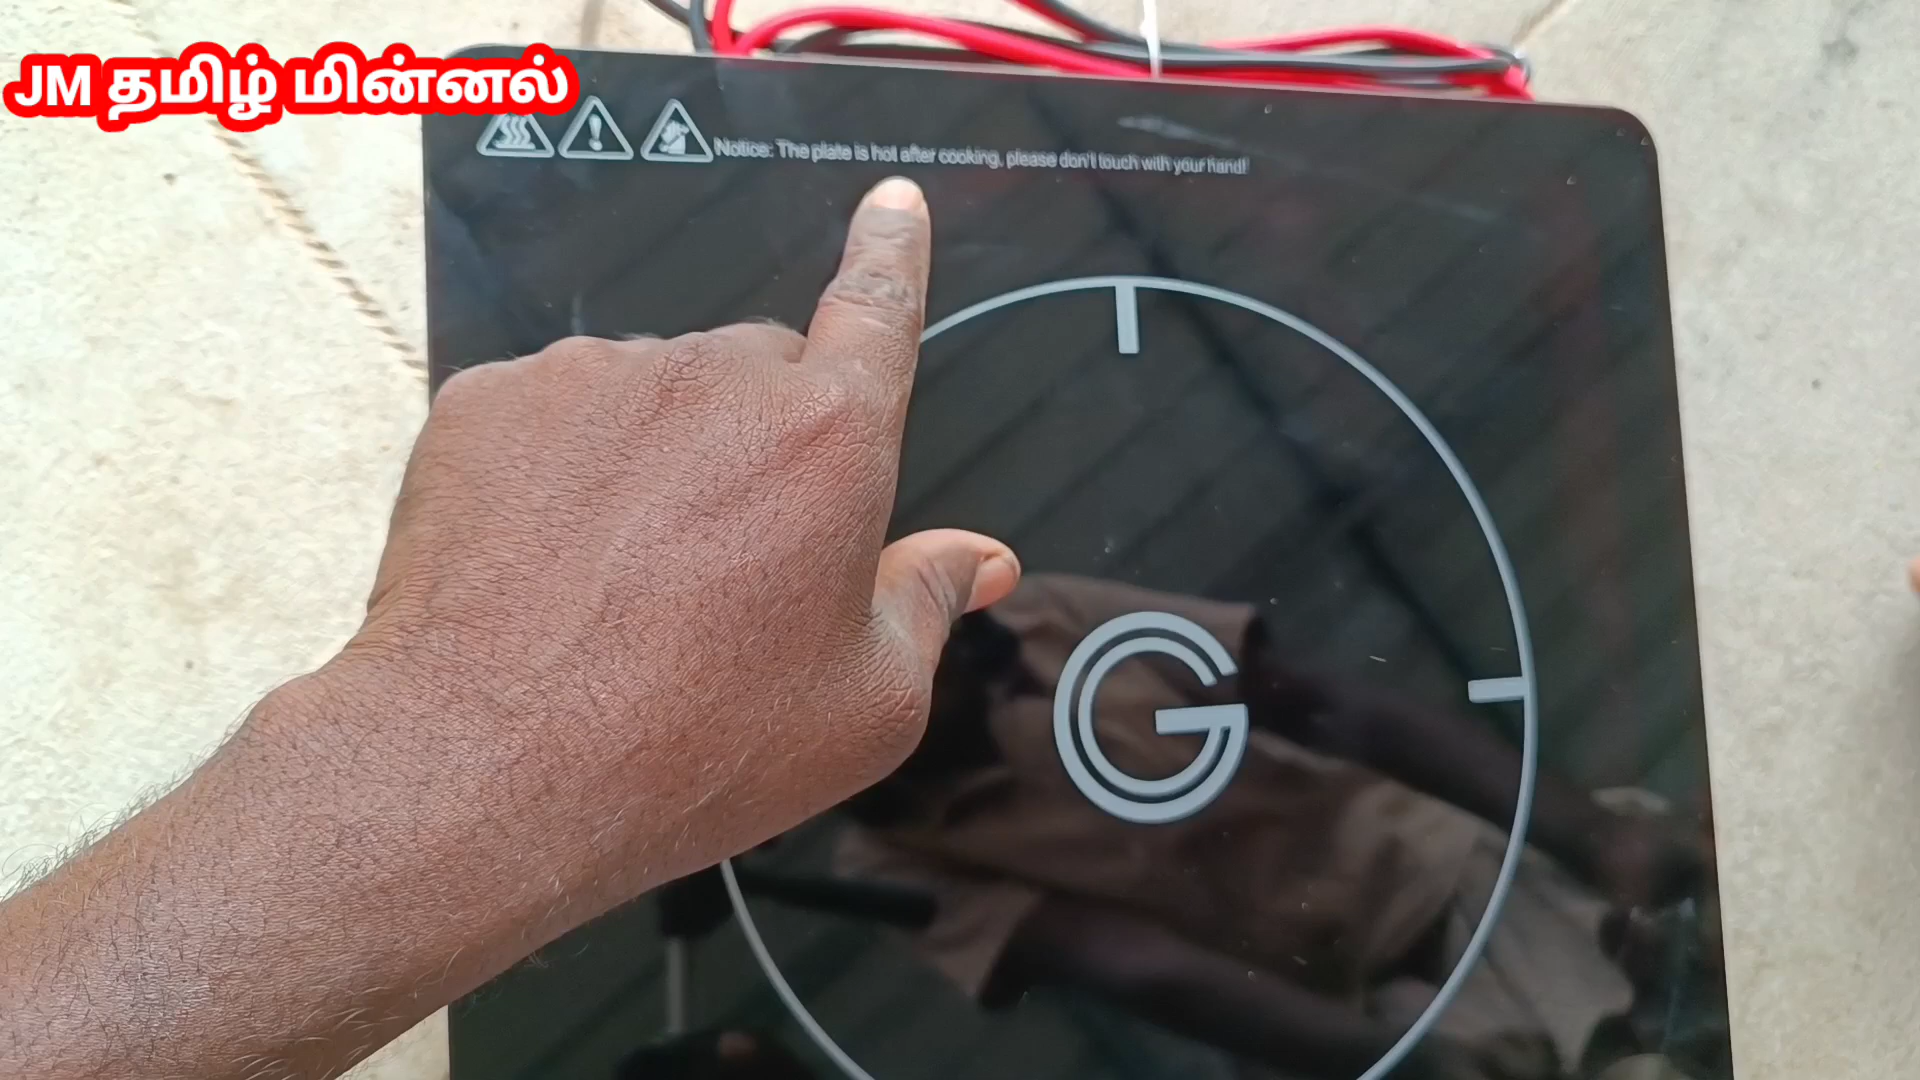 JM தமிழ் மின்னல்
Notice: The plate is hot after cooking, please don't touch with your hand!
G